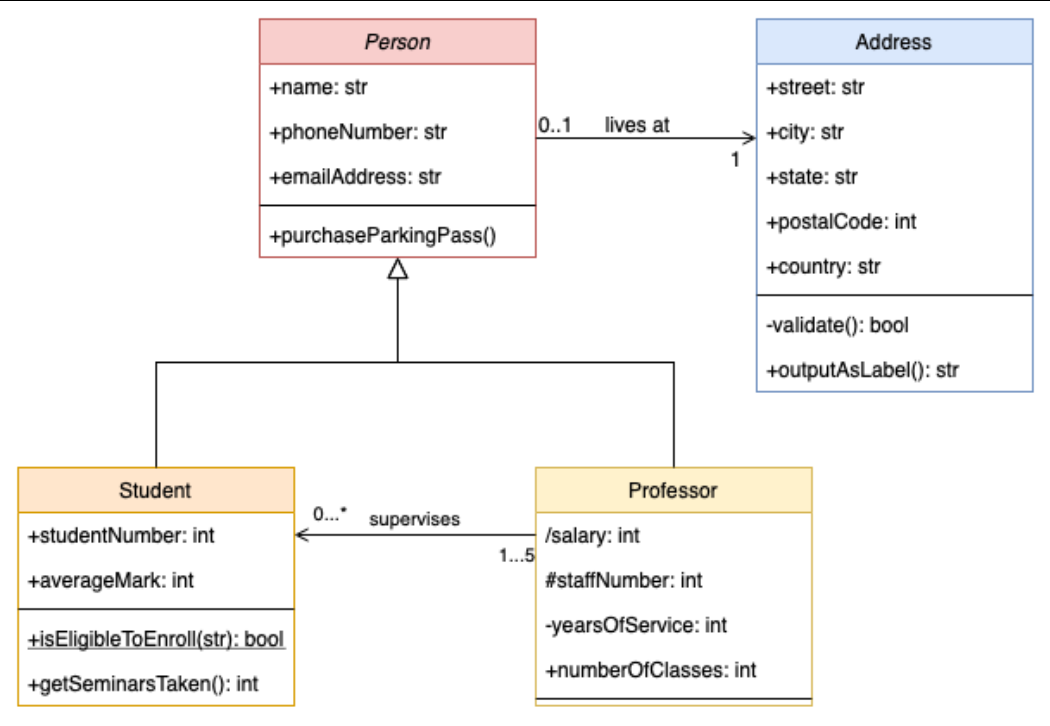 Person
+name: str
+phoneNumber: str
+emailAddress: str
+purchaseParkingPass()
0..1 lives at
1
Address
+street: str
+city: str
+state: str
+postalCode: int
+country: str
-validate(): bool
+outputAsLabel(): str
Student
+studentNumber: int
+averageMark: int
+isEligibleToEnroll(str): bool
+getSeminarsTaken(): int
0...* supervises
1...5
Professor
/salary: int
#staffNumber: int
-yearsOfService: int
+numberOfClasses: int